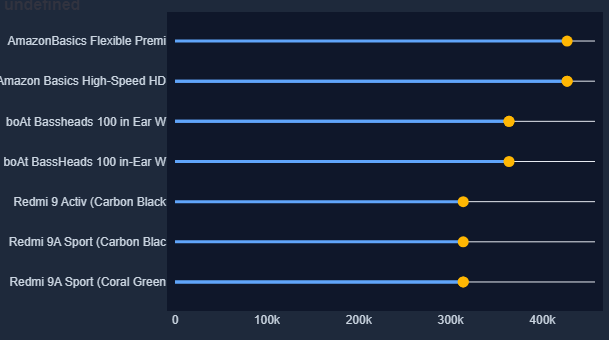 undefined
AmazonBasics Flexible Premi
Amazon Basics High-Speed HD
boAt Bassheads 100 in Ear W
boAt BassHeads 100 in-Ear W
Redmi 9 Activ (Carbon Black
Redmi 9A Sport (Carbon Blac
Redmi 9A Sport (Coral Green
0 100k 200k 300k 400k